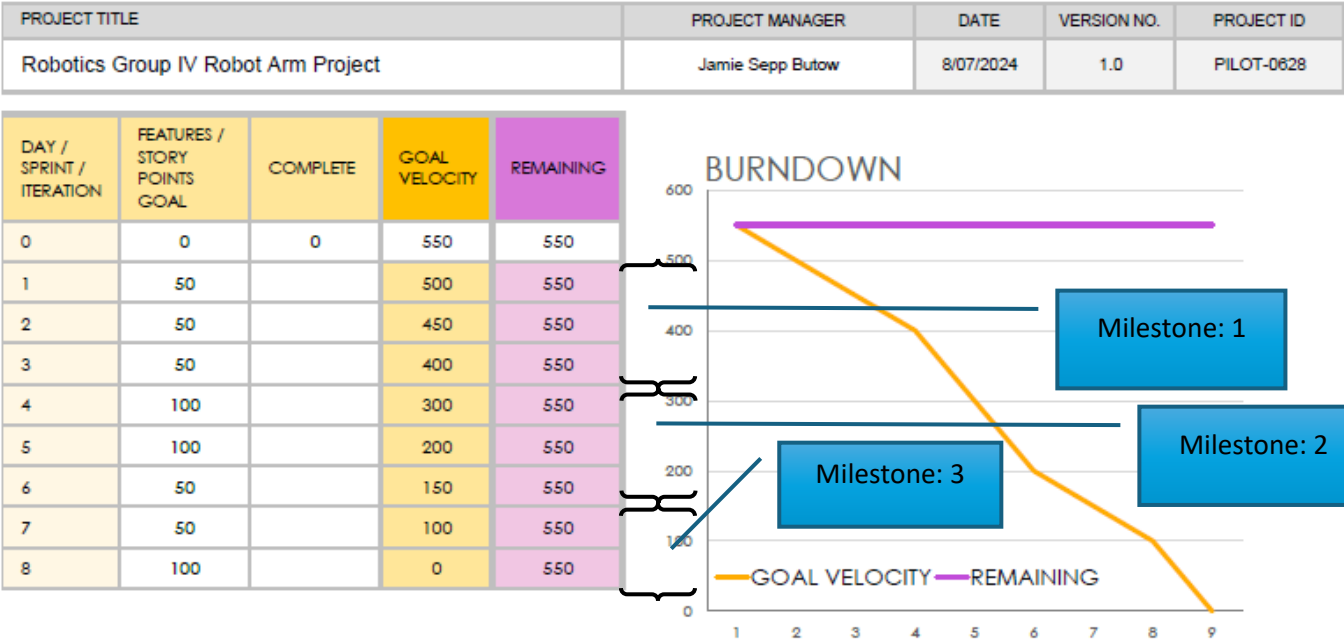 PROJECT TITLE PROJECT MANAGER DATE VERSION NO. PROJECT ID
Robotics Group IV Robot Arm Project Jamie Sepp Butow 8/07/2024 1.0 PILOT-0628
DAY /
SPRINT /
ITERATION
FEATURES /
STORY
POINTS
GOAL
COMPLETE
GOAL
VELOCITY
REMAINING
0 0 0 550 550
1 50 500 550
2 50 450 550
3 50 400 550
4 100 300 550
5 100 200 550
6 50 150 550
7 50 100 550
8 100 0 550
BURNDOWN
600
500
400
300
200
100
0
Milestone: 1
Milestone: 2
Milestone: 3
GOAL VELOCITY REMAINING
1 2 3 4 5 6 7 8 9